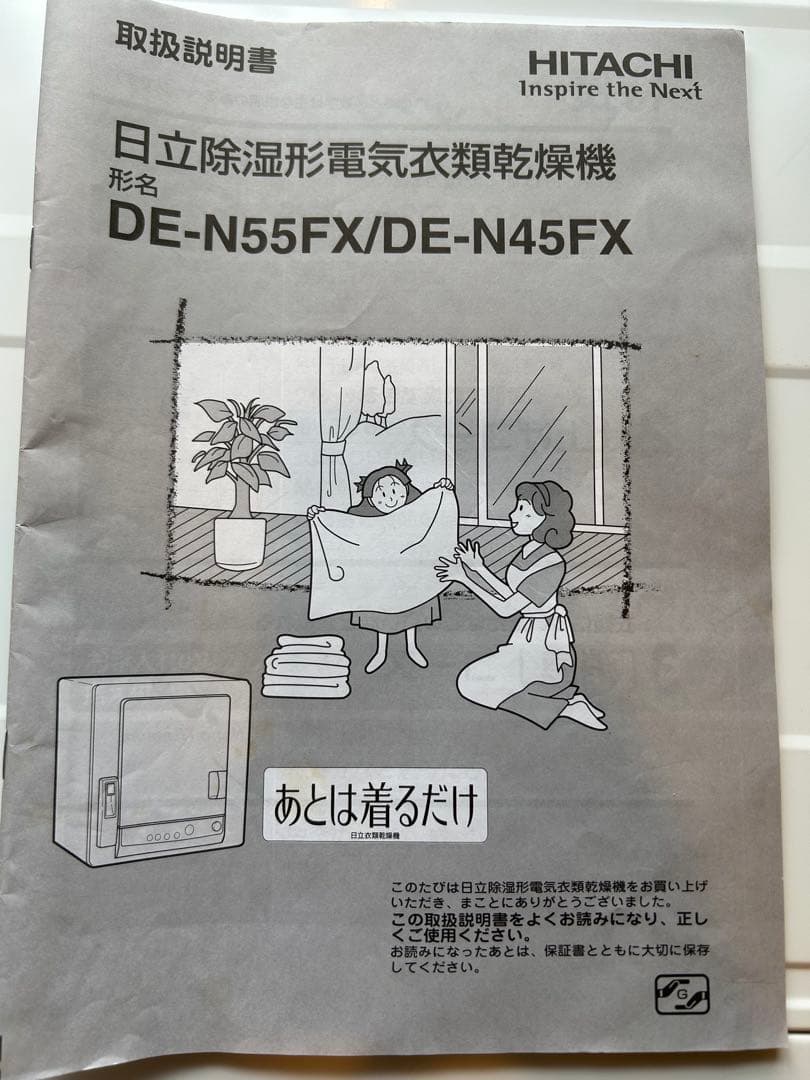 取扱説明書
HITACHI
Inspire the Next
日立除湿形電気衣類乾燥機
形名
DE-N55FX/DE-N45FX
あとは着るだけ
日立衣類乾燥機
このたびは日立除湿形電気衣類乾燥機をお買い上げ
いただき、まことにありがとうございました。
この取扱説明書をよくお読みになり、正し
くご使用ください。
お読みになったあとは、保証書とともに大切に保存
してください。
G